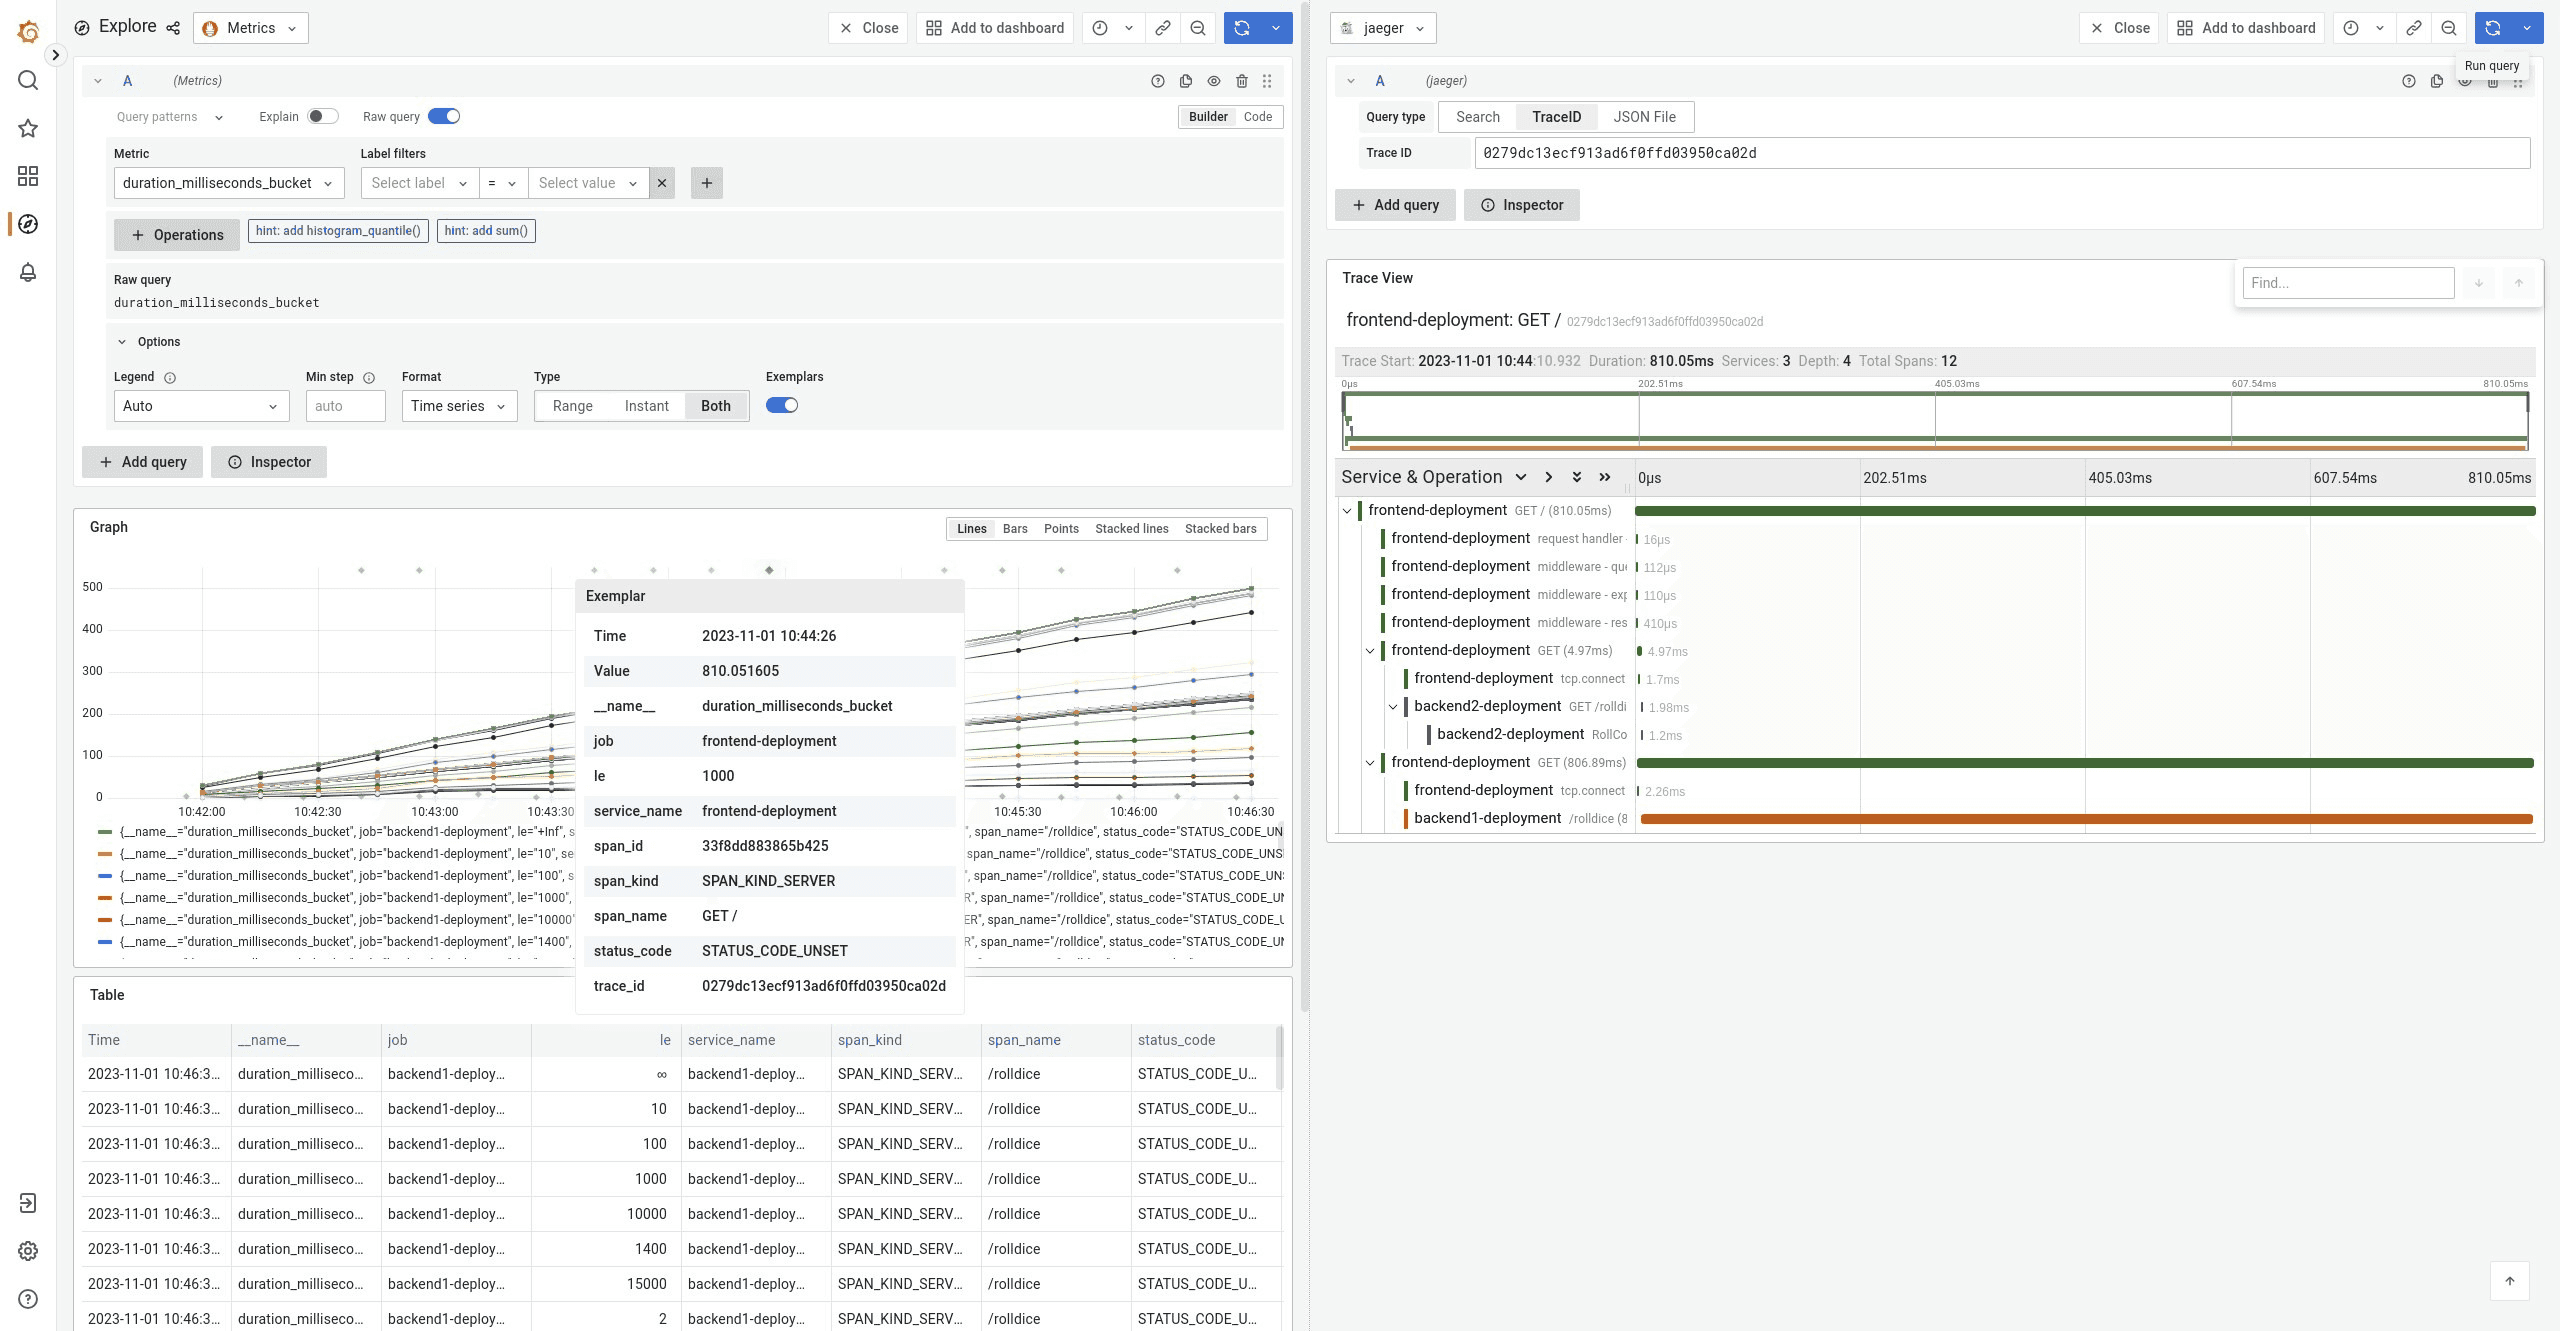 Explore
Metrics
Close
Add to dashboard
A
(Metrics)
Query patterns
Explain
Raw query
Builder
Code
Metric
Label filters
duration_milliseconds_bucket
Select label
=
Select value
+ Operations
hint: add histogram_quantile()
hint: add sum()
Raw query
duration_milliseconds_bucket
Options
Legend
Min step
Format
Type
Exemplars
Auto
auto
Time series
Range
Instant
Both
+ Add query
Inspector
Graph
Lines
Bars
Points
Stacked lines
Stacked bars
500
400
300
200
100
0
10:42:00
10:42:30
10:43:00
10:43:30
10:45:30
10:46:00
10:46:30
Exemplar
Time 2023-11-01 10:44:26
Value 810.051605
__name__ duration_milliseconds_bucket
job frontend-deployment
le 1000
service_name frontend-deployment
span_id 33f8dd883865b425
span_kind SPAN_KIND_SERVER
span_name GET /
status_code STATUS_CODE_UNSET
trace_id 0279dc13ecf913ad6f0ffd03950ca02d
{__name__="duration_milliseconds_bucket", job="backend1-deployment", le="+Inf", s ", span_name="/rolldice", status_code="STATUS_CODE_UN
{__name__="duration_milliseconds_bucket", job="backend1-deployment", le="10", se span_name="/rolldice", status_code="STATUS_CODE_UNS
{__name__="duration_milliseconds_bucket", job="backend1-deployment", le="100", s ", span_name="/rolldice", status_code="STATUS_CODE_UN
{__name__="duration_milliseconds_bucket", job="backend1-deployment", le="1000", R", span_name="/rolldice", status_code="STATUS_CODE_UN
{__name__="duration_milliseconds_bucket", job="backend1-deployment", le="10000" ER", span_name="/rolldice", status_code="STATUS_CODE_U
{__name__="duration_milliseconds_bucket", job="backend1-deployment", le="1400", R", span_name="/rolldice", status_code="STATUS_CODE_UN
Table
Time __name__ job le service_name span_kind span_name status_code
2023-11-01 10:46:3... duration_milliseco... backend1-deploy... ∞ backend1-deploy... SPAN_KIND_SERV... /rolldice STATUS_CODE_U...
2023-11-01 10:46:3... duration_milliseco... backend1-deploy... 10 backend1-deploy... SPAN_KIND_SERV... /rolldice STATUS_CODE_U...
2023-11-01 10:46:3... duration_milliseco... backend1-deploy... 100 backend1-deploy... SPAN_KIND_SERV... /rolldice STATUS_CODE_U...
2023-11-01 10:46:3... duration_milliseco... backend1-deploy... 1000 backend1-deploy... SPAN_KIND_SERV... /rolldice STATUS_CODE_U...
2023-11-01 10:46:3... duration_milliseco... backend1-deploy... 10000 backend1-deploy... SPAN_KIND_SERV... /rolldice STATUS_CODE_U...
2023-11-01 10:46:3... duration_milliseco... backend1-deploy... 1400 backend1-deploy... SPAN_KIND_SERV... /rolldice STATUS_CODE_U...
2023-11-01 10:46:3... duration_milliseco... backend1-deploy... 15000 backend1-deploy... SPAN_KIND_SERV... /rolldice STATUS_CODE_U...
2023-11-01 10:46:3... duration_milliseco... backend1-deploy... 2 backend1-deploy... SPAN_KIND_SERV... /rolldice STATUS_CODE_U...
jaeger
Close
Add to dashboard
Run query
A
(jaeger)
Query type
Search
TraceID
JSON File
Trace ID
0279dc13ecf913ad6f0ffd03950ca02d
+ Add query
Inspector
Trace View
Find...
frontend-deployment: GET / 0279dc13ecf913ad6f0ffd03950ca02d
Trace Start: 2023-11-01 10:44:10.932 Duration: 810.05ms Services: 3 Depth: 4 Total Spans: 12
0μs 202.51ms 405.03ms 607.54ms 810.05ms
Service & Operation
0μs 202.51ms 405.03ms 607.54ms 810.05ms
frontend-deployment GET / (810.05ms)
frontend-deployment request handler - 16μs
frontend-deployment middleware - que 112μs
frontend-deployment middleware - exp 110μs
frontend-deployment middleware - res 410μs
frontend-deployment GET (4.97ms) 4.97ms
frontend-deployment tcp.connect 1.7ms
backend2-deployment GET /rolldi 1.98ms
backend2-deployment RollCo 1.2ms
frontend-deployment GET (806.89ms)
frontend-deployment tcp.connect 2.26ms
backend1-deployment /rolldice (8